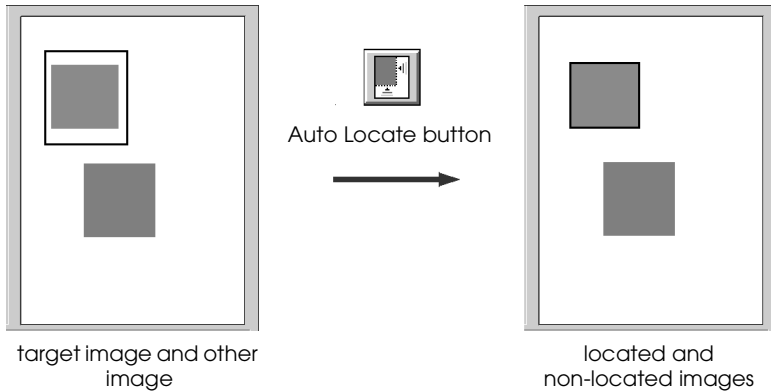 Auto Locate button
target image and other
image
located and
non-located images